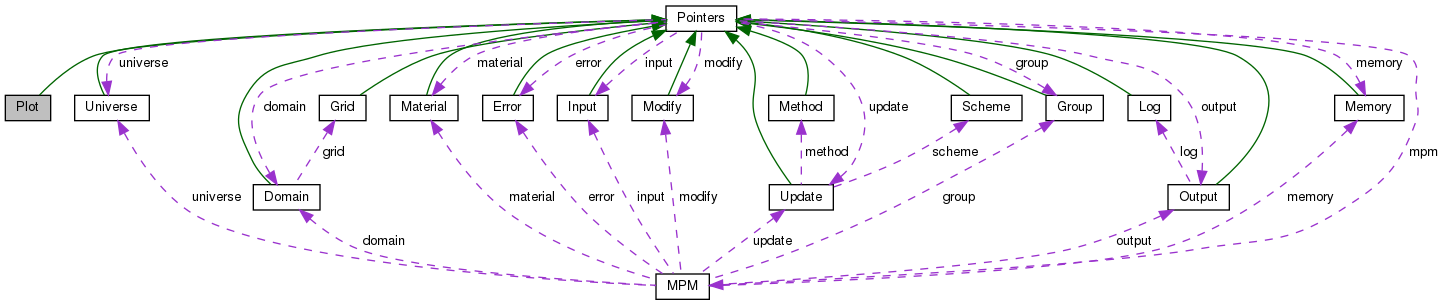 Pointers
universe
material
error
input
modify
group
memory
Plot
Universe
domain
Grid
Material
Error
Input
Modify
Method
update
Scheme
Group
Log
output
Memory
grid
method
scheme
log
mpm
universe
Domain
material
error
input
modify
Update
group
Output
memory
domain
update
output
MPM